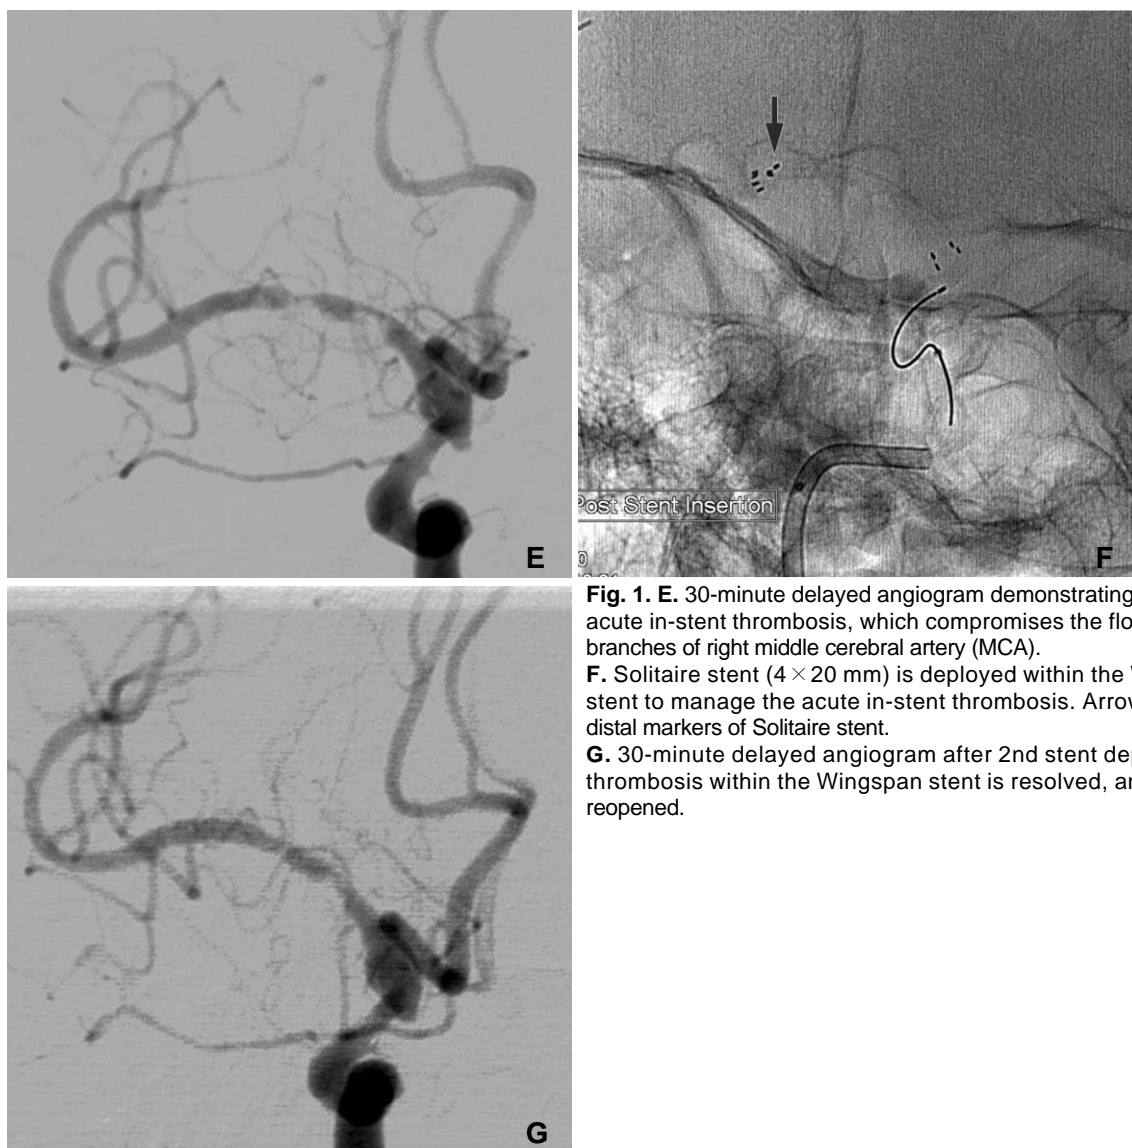 E
Post Stent Insertion
F
Fig. 1. E. 30-minute delayed angiogram demonstrating
acute in-stent thrombosis, which compromises the flo
branches of right middle cerebral artery (MCA).
F. Solitaire stent (4 × 20 mm) is deployed within the
stent to manage the acute in-stent thrombosis. Arrow
distal markers of Solitaire stent.
G. 30-minute delayed angiogram after 2nd stent dep
thrombosis within the Wingspan stent is resolved, an
reopened.
G